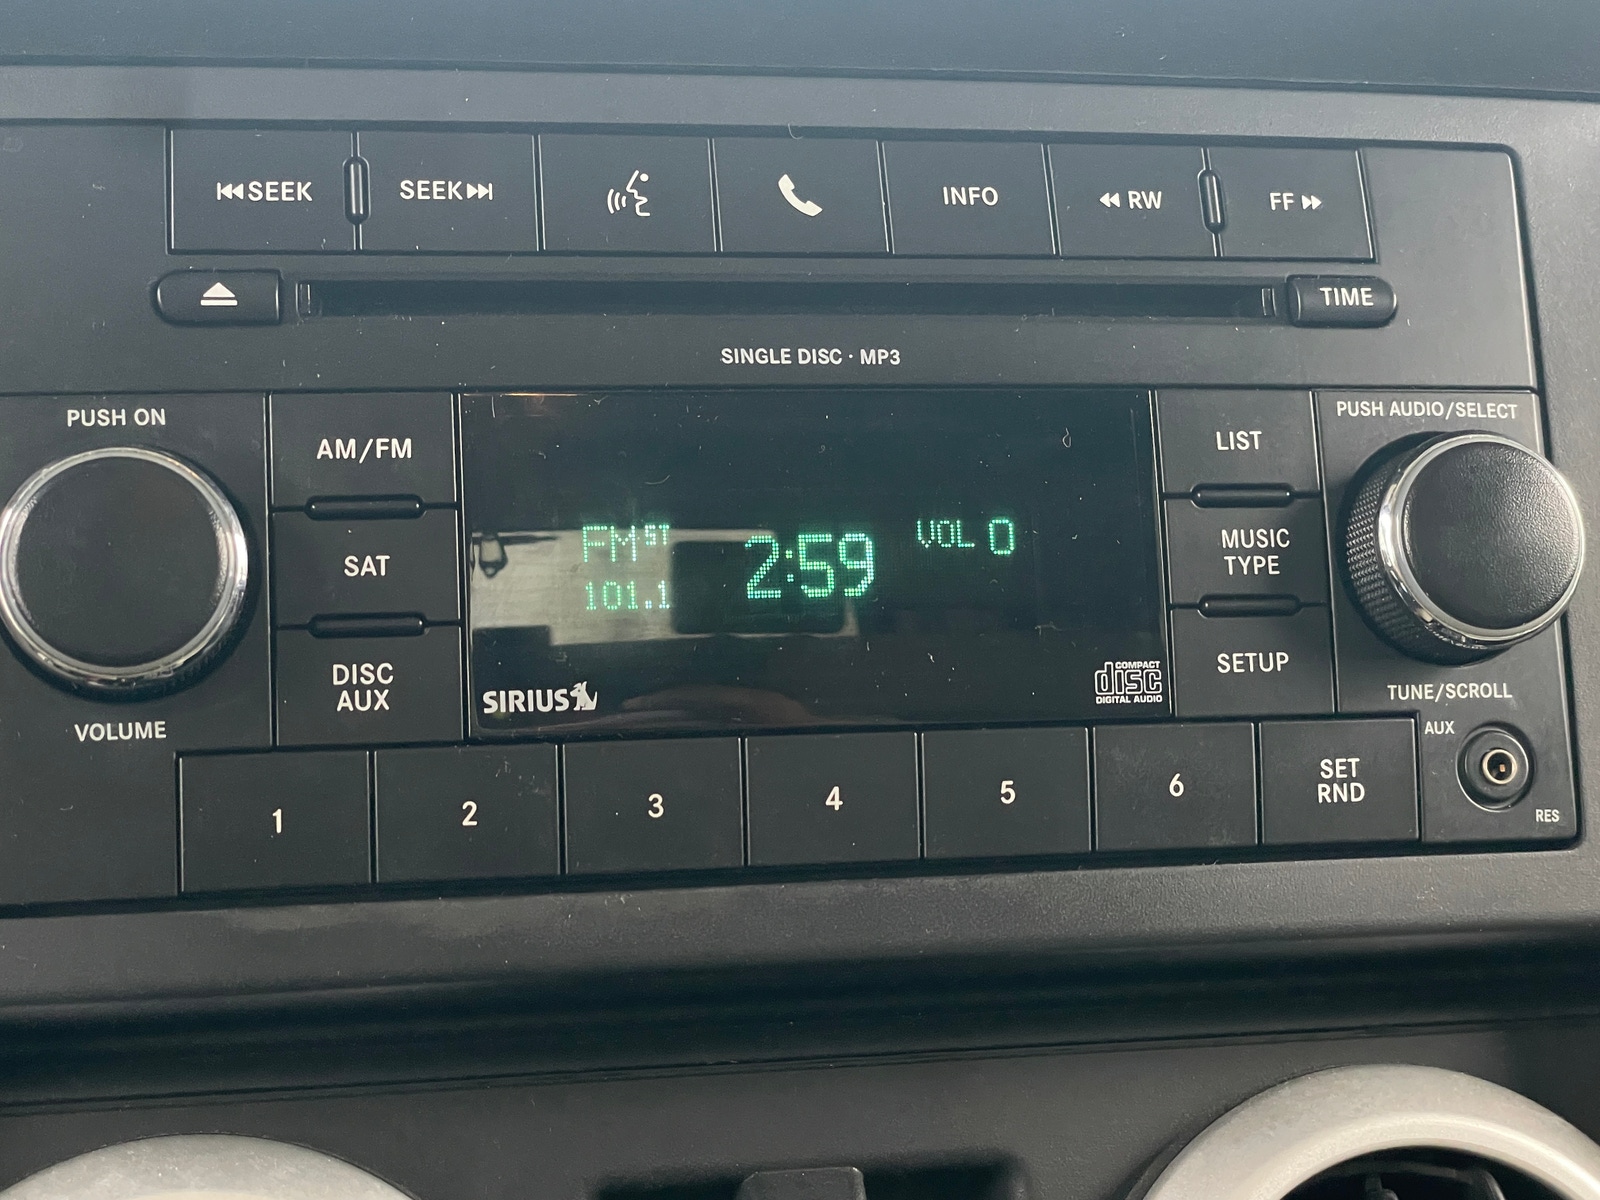 SEEK
SEEK
INFO
RW
FF
TIME
SINGLE DISC · MP3
PUSH ON
AM/FM
SAT
DISC
AUX
VOLUME
FM ST
101.1
2:59
VOL 0
SIRIUS
COMPACT
disc
DIGITAL AUDIO
LIST
MUSIC
TYPE
SETUP
PUSH AUDIO/SELECT
TUNE/SCROLL
AUX
RES
1
2
3
4
5
6
SET
RND